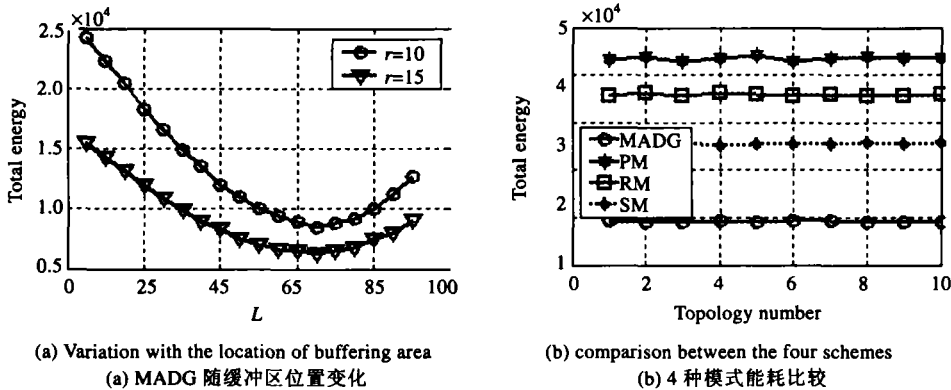 ×10⁴
2.5
2.0
1.5
1.0
0.5
Total energy
0 25 45 65 85 100
L
r=10
r=15
(a) Variation with the location of buffering area
(a) MADG 随缓冲区位置变化
×10⁴
5
4
3
2
1
Total energy
0 2 4 6 8 10
Topology number
MADG
PM
RM
SM
(b) comparison between the four schemes
(b) 4 种模式能耗比较